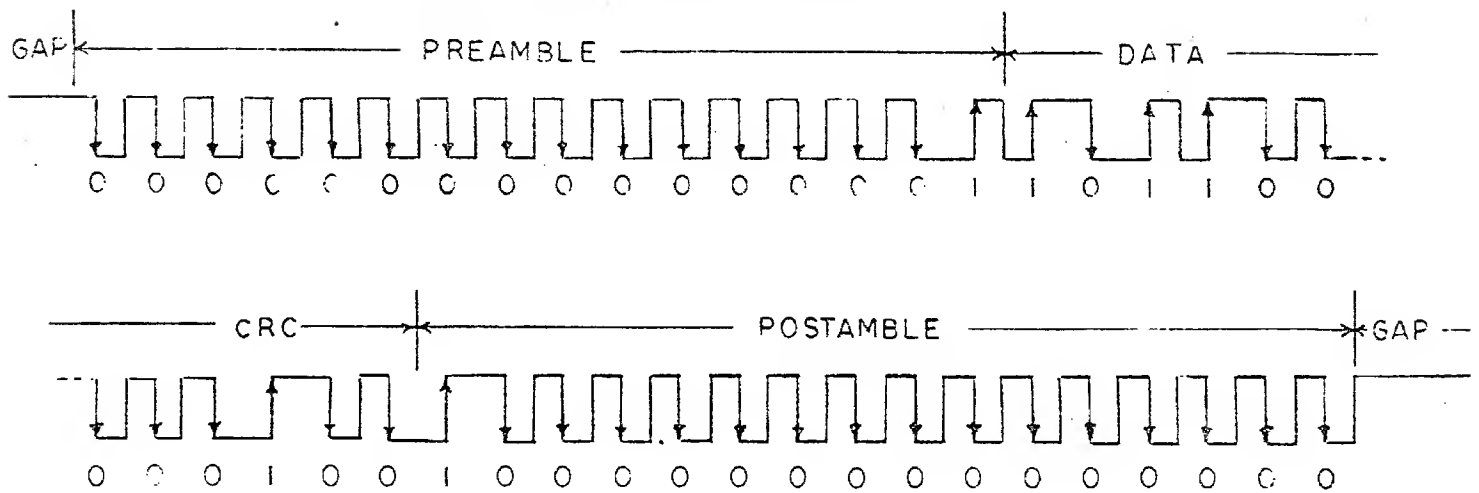 GAP PREAMBLE DATA
0 0 0 0 0 0 0 0 0 0 0 0 0 0 0 1 1 0 1 1 0 0
CRC POSTAMBLE GAP
0 0 0 1 0 0 1 0 0 0 0 0 0 0 0 0 0 0 0 0 0 0